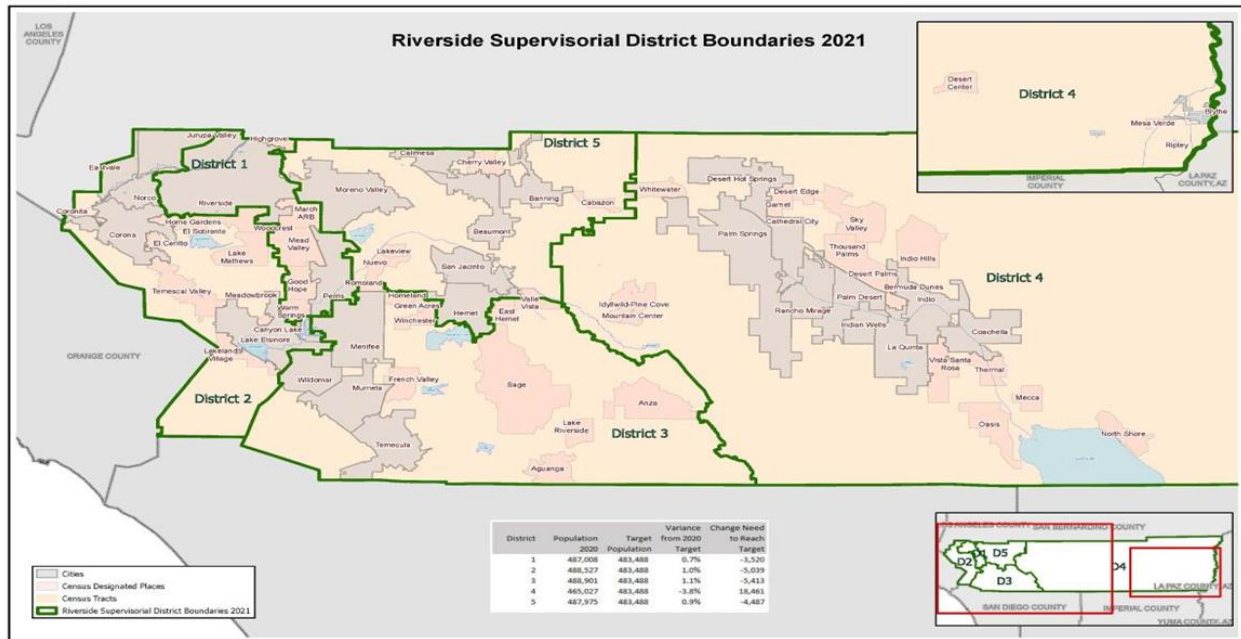 LOS
ANGELES
COUNTY
Riverside Supervisorial District Boundaries 2021
Desert
Center
District 4
Blythe
Mesa Verde
Ripley
IMPERIAL
COUNTY
LA PAZ
COUNTY, AZ
Jurupa Valley
Highgrove
Calimesa
Cherry Valley
District 5
Eastvale
District 1
Norco
Riverside
Moreno Valley
Banning
Cabazon
Whitewater
Desert Hot Springs
Desert Edge
Garnet
Sky
Valley
Coronita
Corona
Home Gardens
El Sobrante
El Cerrito
Woodcrest
March
ARB
Mead
Valley
Lake
Mathews
Beaumont
Cathedral City
Palm Springs
Thousand
Palms
Indio Hills
District 4
Lakeview
Nuevo
San Jacinto
Temescal Valley
Meadowbrook
Good
Hope
Perris
Romoland
Homeland
Green Acres
Winchester
Hemet
East
Hemet
Valle
Vista
Idyllwild-Pine Cove
Mountain Center
Desert Palms
Bermuda Dunes
Palm Desert
Indio
Rancho Mirage
Indian Wells
Coachella
La Quinta
Vista Santa
Rosa
Thermal
Mecca
Oasis
North Shore
Warm
Springs
Canyon Lake
Lake Elsinore
Lakeland
Village
Menifee
ORANGE COUNTY
Wildomar
Murrieta
French Valley
Sage
Anza
District 2
Temecula
Lake
Riverside
District 3
Aguanga
Variance Change Need
District Population Target from 2020 to Reach
2020 Population Target Target
1 487,008 483,488 0.7% -3,520
2 488,527 483,488 1.0% -5,039
3 488,901 483,488 1.1% -5,413
4 465,027 483,488 -3.8% 18,461
5 487,975 483,488 0.9% -4,487
Cities
Census Designated Places
Census Tracts
Riverside Supervisorial District Boundaries 2021
LOS ANGELES COUNTY
SAN BERNARDINO COUNTY
D1
D5
D2
D3
D4
LA PAZ COUNTY, AZ
SAN DIEGO COUNTY
IMPERIAL COUNTY
YUMA COUNTY, AZ